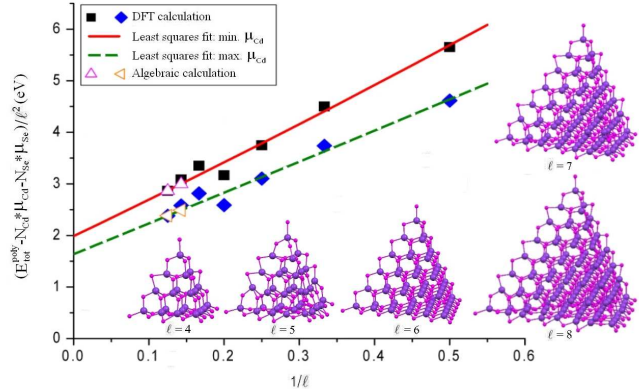 DFT calculation
Least squares fit: min. μCd
Least squares fit: max. μCd
Algebraic calculation
(E^poly_tot-N_Cd*μ_Cd-N_Se*μ_Se)/ℓ² (eV)
6
5
4
3
2
1
0
ℓ = 7
ℓ = 4
ℓ = 5
ℓ = 6
ℓ = 8
0.0
0.1
0.2
0.3
0.4
0.5
0.6
1/ℓ